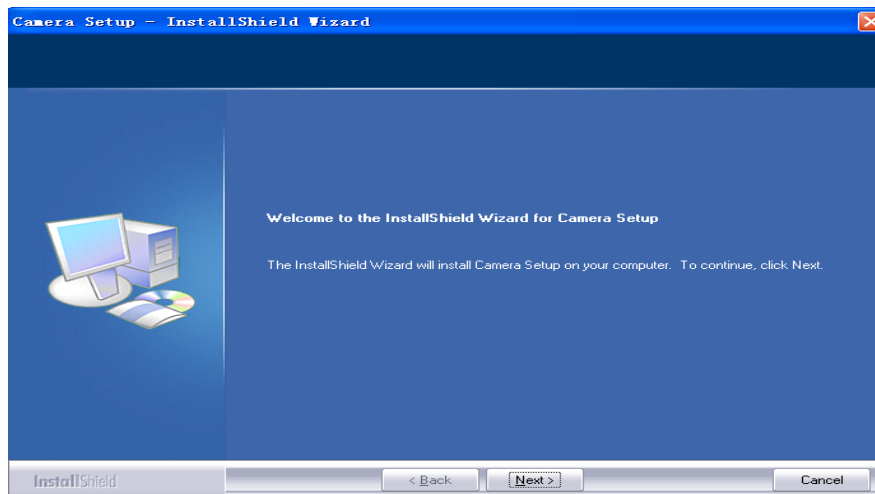 Camera Setup - InstallShield Wizard
Welcome to the InstallShield Wizard for Camera Setup
The InstallShield Wizard will install Camera Setup on your computer. To continue, click Next.
InstallShield
< Back
Next >
Cancel